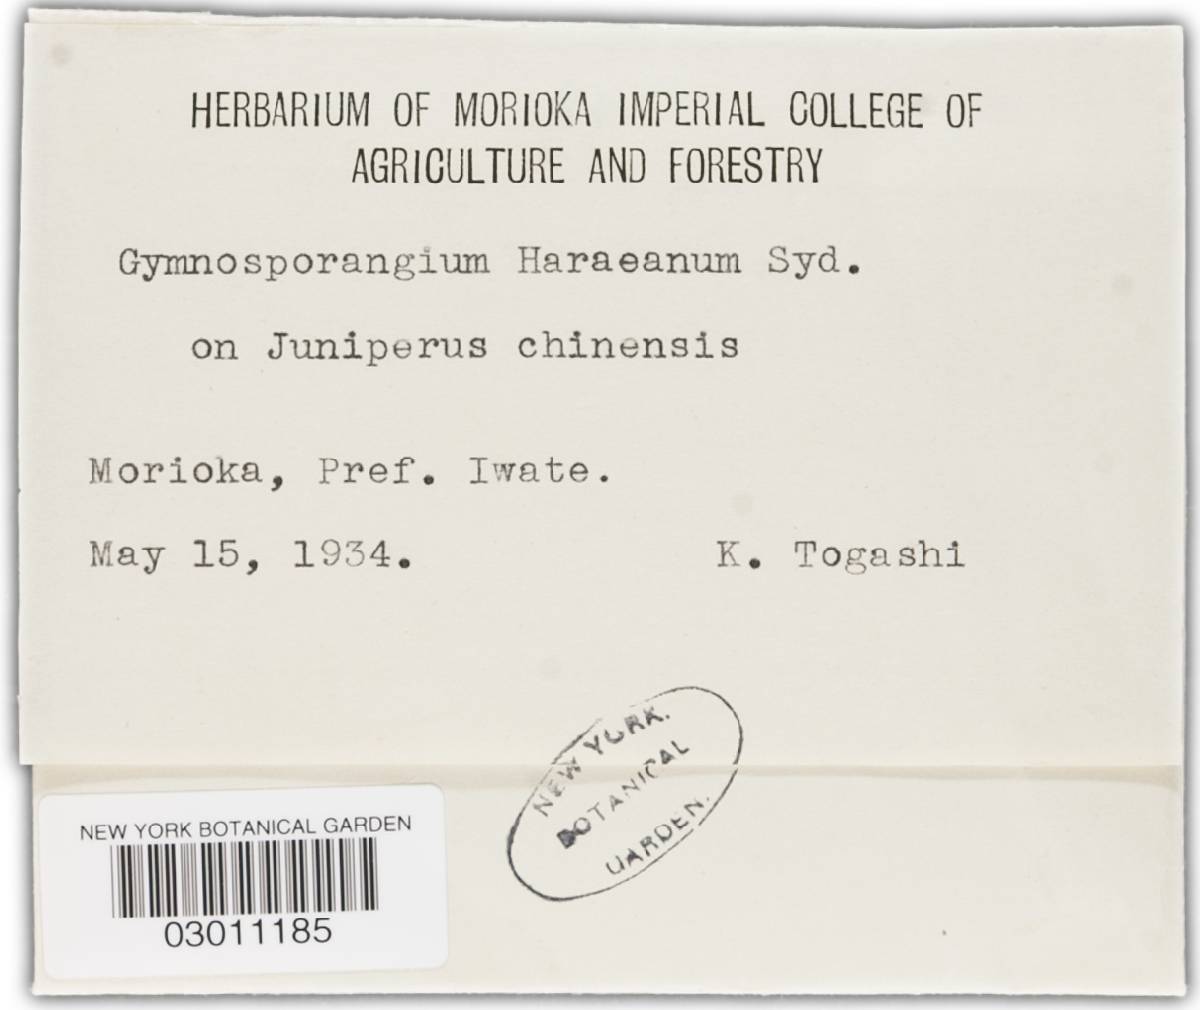 HERBARIUM OF MORIOKA IMPERIAL COLLEGE OF
AGRICULTURE AND FORESTRY
Gymnosporangium Haraeanum Syd.
on Juniperus chinensis
Morioka, Pref. Iwate.
May 15, 1934. K. Togashi
NEW YORK.
BOTANICAL
GARDEN.
NEW YORK BOTANICAL GARDEN
03011185